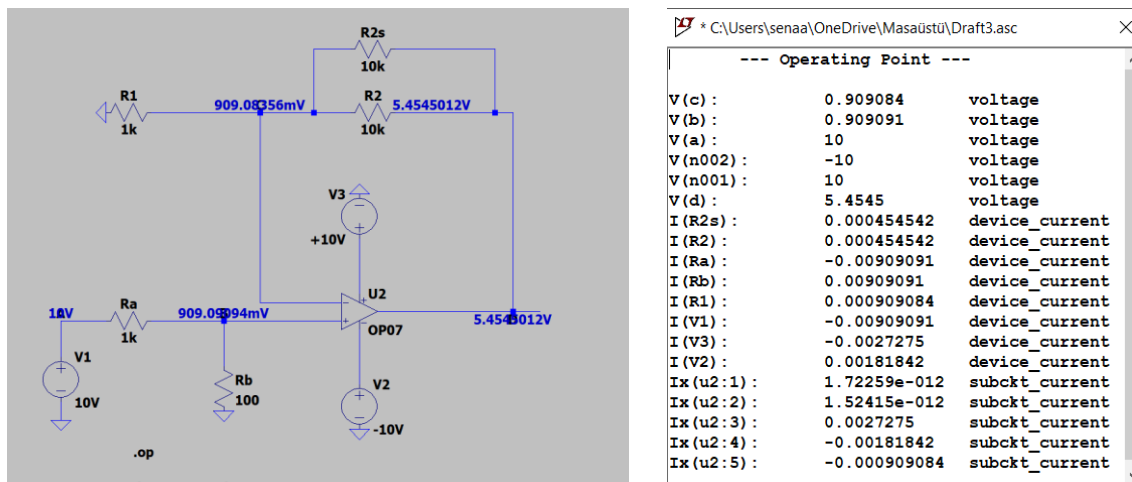 R2s
10k
R1
1k
909.08356mV
R2
10k
5.4545012V
V3
+10V
U2
OP07
10V
Ra
1k
909.09094mV
5.4545012V
V1
10V
Rb
100
V2
-10V
.op
* C:\Users\senaa\OneDrive\Masaüstü\Draft3.asc
--- Operating Point ---
V(c): 0.909084 voltage
V(b): 0.909091 voltage
V(a): 10 voltage
V(n002): -10 voltage
V(n001): 10 voltage
V(d): 5.4545 voltage
I(R2s): 0.000454542 device_current
I(R2): 0.000454542 device_current
I(Ra): -0.00909091 device_current
I(Rb): 0.00909091 device_current
I(R1): 0.000909084 device_current
I(V1): -0.00909091 device_current
I(V3): -0.0027275 device_current
I(V2): 0.00181842 device_current
Ix(u2:1): 1.72259e-012 subckt_current
Ix(u2:2): 1.52415e-012 subckt_current
Ix(u2:3): 0.0027275 subckt_current
Ix(u2:4): -0.00181842 subckt_current
Ix(u2:5): -0.000909084 subckt_current